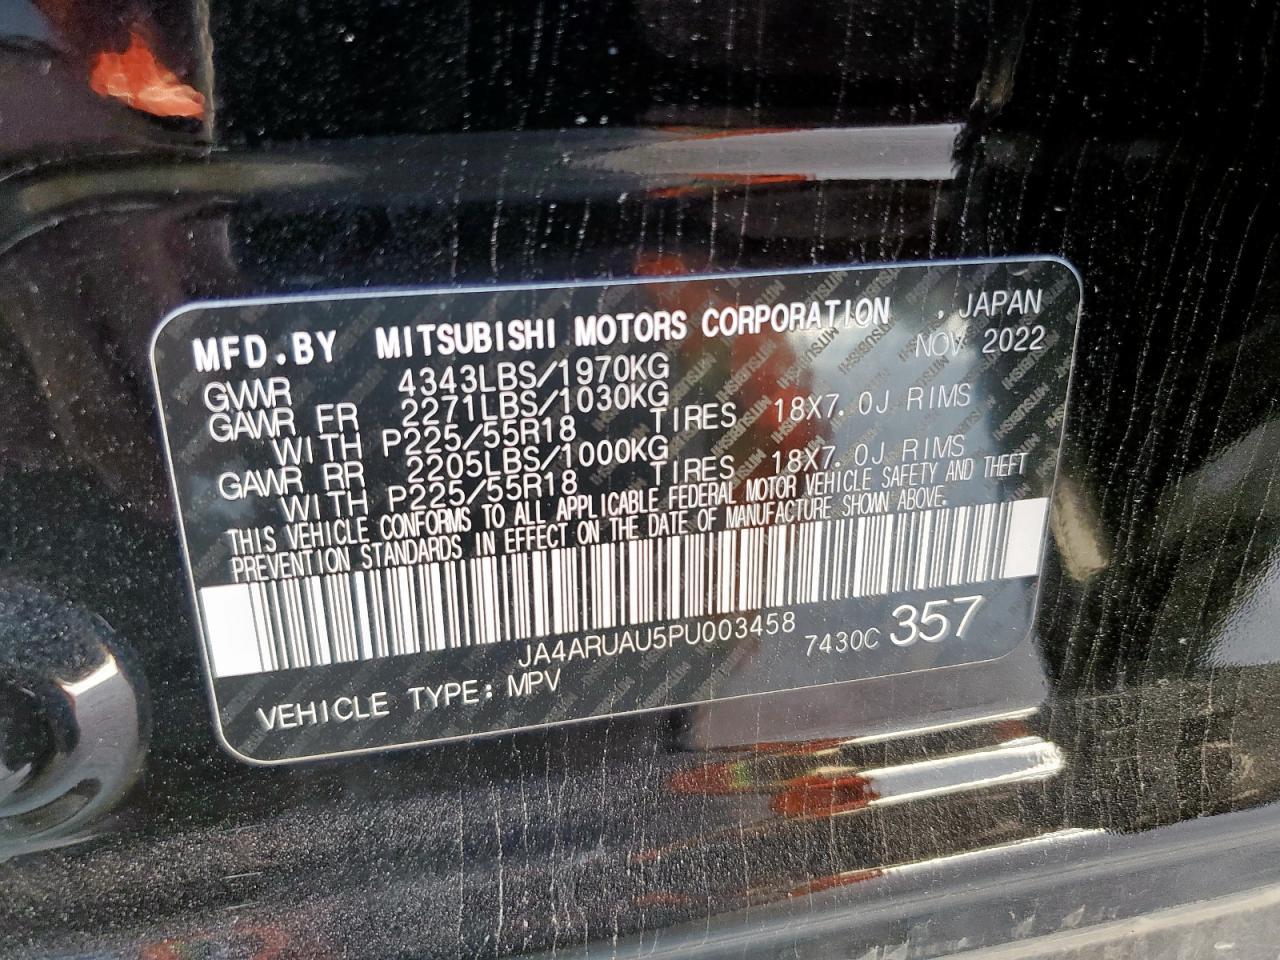 MFD.BY MITSUBISHI MOTORS CORPORATION , JAPAN
NOV 2022
GVWR 4343LBS/1970KG
GAWR FR 2271LBS/1030KG
WITH P225/55R18 TIRES 18X7.0J RIMS
GAWR RR 2205LBS/1000KG
WITH P225/55R18 TIRES 18X7.0J RIMS
THIS VEHICLE CONFORMS TO ALL APPLICABLE FEDERAL MOTOR VEHICLE SAFETY AND THEFT
PREVENTION STANDARDS IN EFFECT ON THE DATE OF MANUFACTURE SHOWN ABOVE.
JA4ARUAU5PU003458 7430C 357
VEHICLE TYPE: MPV